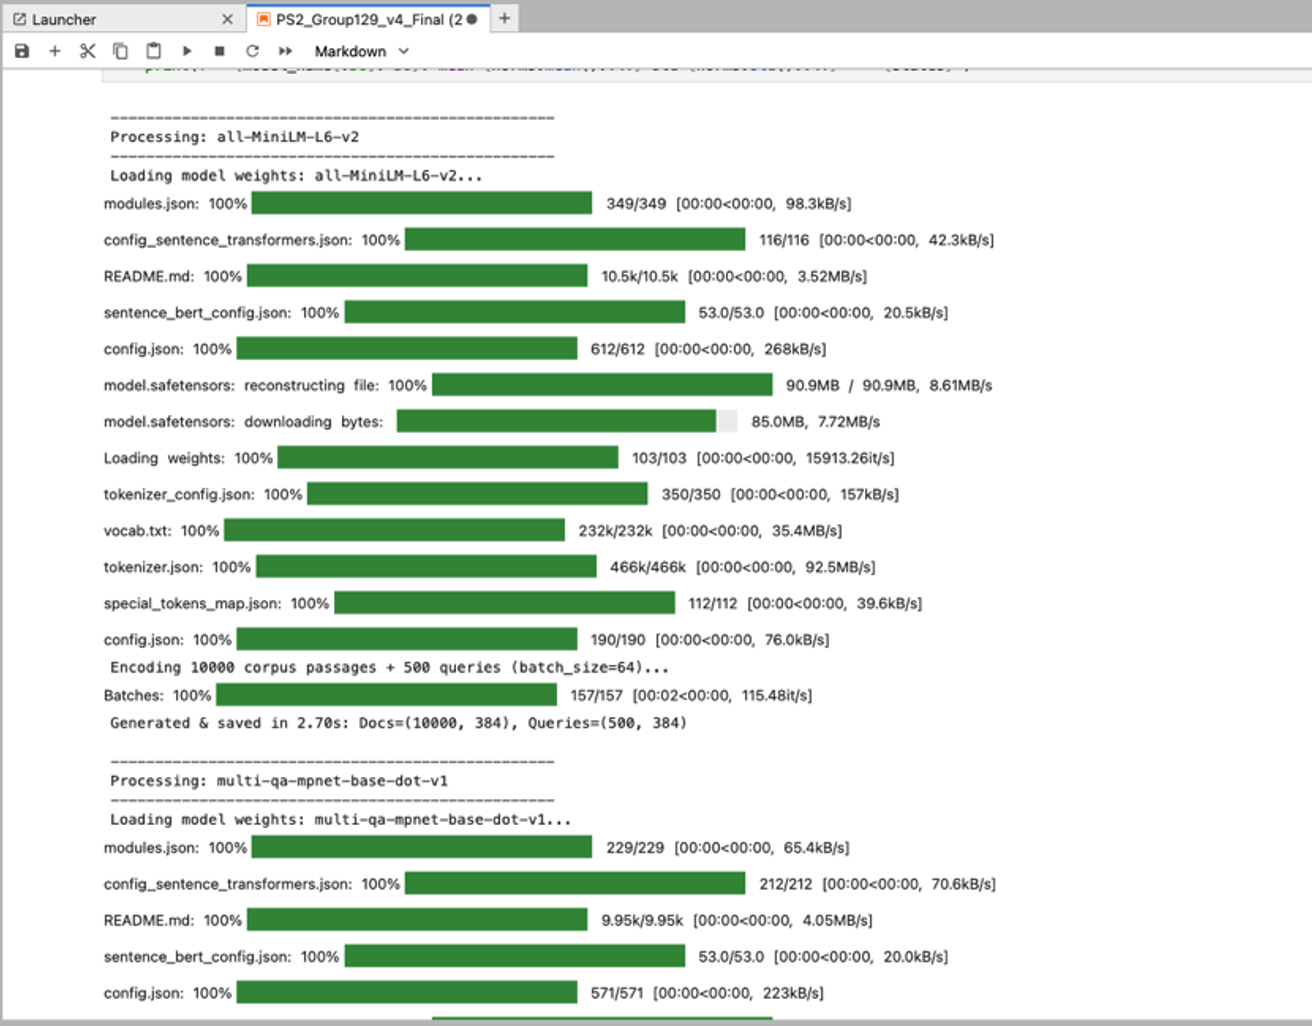 Launcher
PS2_Group129_v4_Final (2
Markdown
Processing: all-MiniLM-L6-v2
Loading model weights: all-MiniLM-L6-v2...
modules.json: 100% 349/349 [00:00<00:00, 98.3kB/s]
config_sentence_transformers.json: 100% 116/116 [00:00<00:00, 42.3kB/s]
README.md: 100% 10.5k/10.5k [00:00<00:00, 3.52MB/s]
sentence_bert_config.json: 100% 53.0/53.0 [00:00<00:00, 20.5kB/s]
config.json: 100% 612/612 [00:00<00:00, 268kB/s]
model.safetensors: reconstructing file: 100% 90.9MB / 90.9MB, 8.61MB/s
model.safetensors: downloading bytes: 85.0MB, 7.72MB/s
Loading weights: 100% 103/103 [00:00<00:00, 15913.26it/s]
tokenizer_config.json: 100% 350/350 [00:00<00:00, 157kB/s]
vocab.txt: 100% 232k/232k [00:00<00:00, 35.4MB/s]
tokenizer.json: 100% 466k/466k [00:00<00:00, 92.5MB/s]
special_tokens_map.json: 100% 112/112 [00:00<00:00, 39.6kB/s]
config.json: 100% 190/190 [00:00<00:00, 76.0kB/s]
Encoding 10000 corpus passages + 500 queries (batch_size=64)...
Batches: 100% 157/157 [00:02<00:00, 115.48it/s]
Generated & saved in 2.70s: Docs=(10000, 384), Queries=(500, 384)
Processing: multi-qa-mpnet-base-dot-v1
Loading model weights: multi-qa-mpnet-base-dot-v1...
modules.json: 100% 229/229 [00:00<00:00, 65.4kB/s]
config_sentence_transformers.json: 100% 212/212 [00:00<00:00, 70.6kB/s]
README.md: 100% 9.95k/9.95k [00:00<00:00, 4.05MB/s]
sentence_bert_config.json: 100% 53.0/53.0 [00:00<00:00, 20.0kB/s]
config.json: 100% 571/571 [00:00<00:00, 223kB/s]